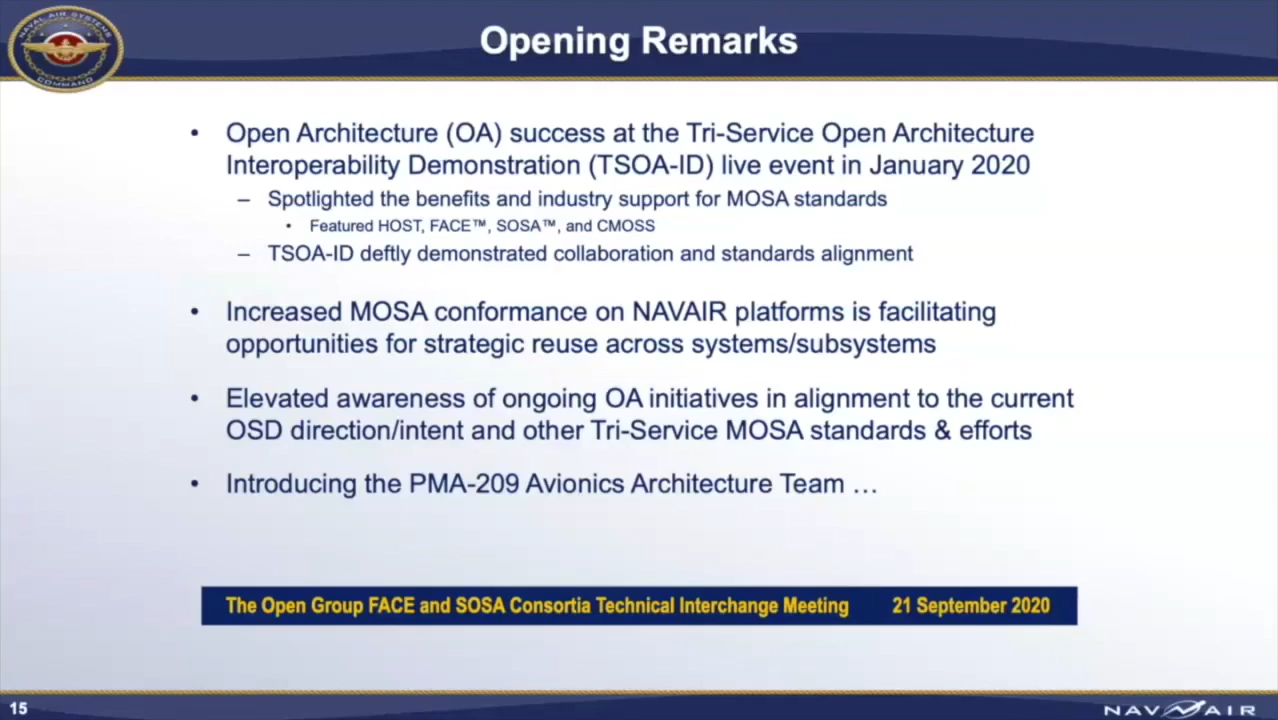 NAVAL AIR SYSTEMS
COMMAND
Opening Remarks
• Open Architecture (OA) success at the Tri-Service Open Architecture
Interoperability Demonstration (TSOA-ID) live event in January 2020
– Spotlighted the benefits and industry support for MOSA standards
• Featured HOST, FACE™, SOSA™, and CMOSS
– TSOA-ID deftly demonstrated collaboration and standards alignment
• Increased MOSA conformance on NAVAIR platforms is facilitating
opportunities for strategic reuse across systems/subsystems
• Elevated awareness of ongoing OA initiatives in alignment to the current
OSD direction/intent and other Tri-Service MOSA standards & efforts
• Introducing the PMA-209 Avionics Architecture Team …
The Open Group FACE and SOSA Consortia Technical Interchange Meeting 21 September 2020
15
NAVAIR